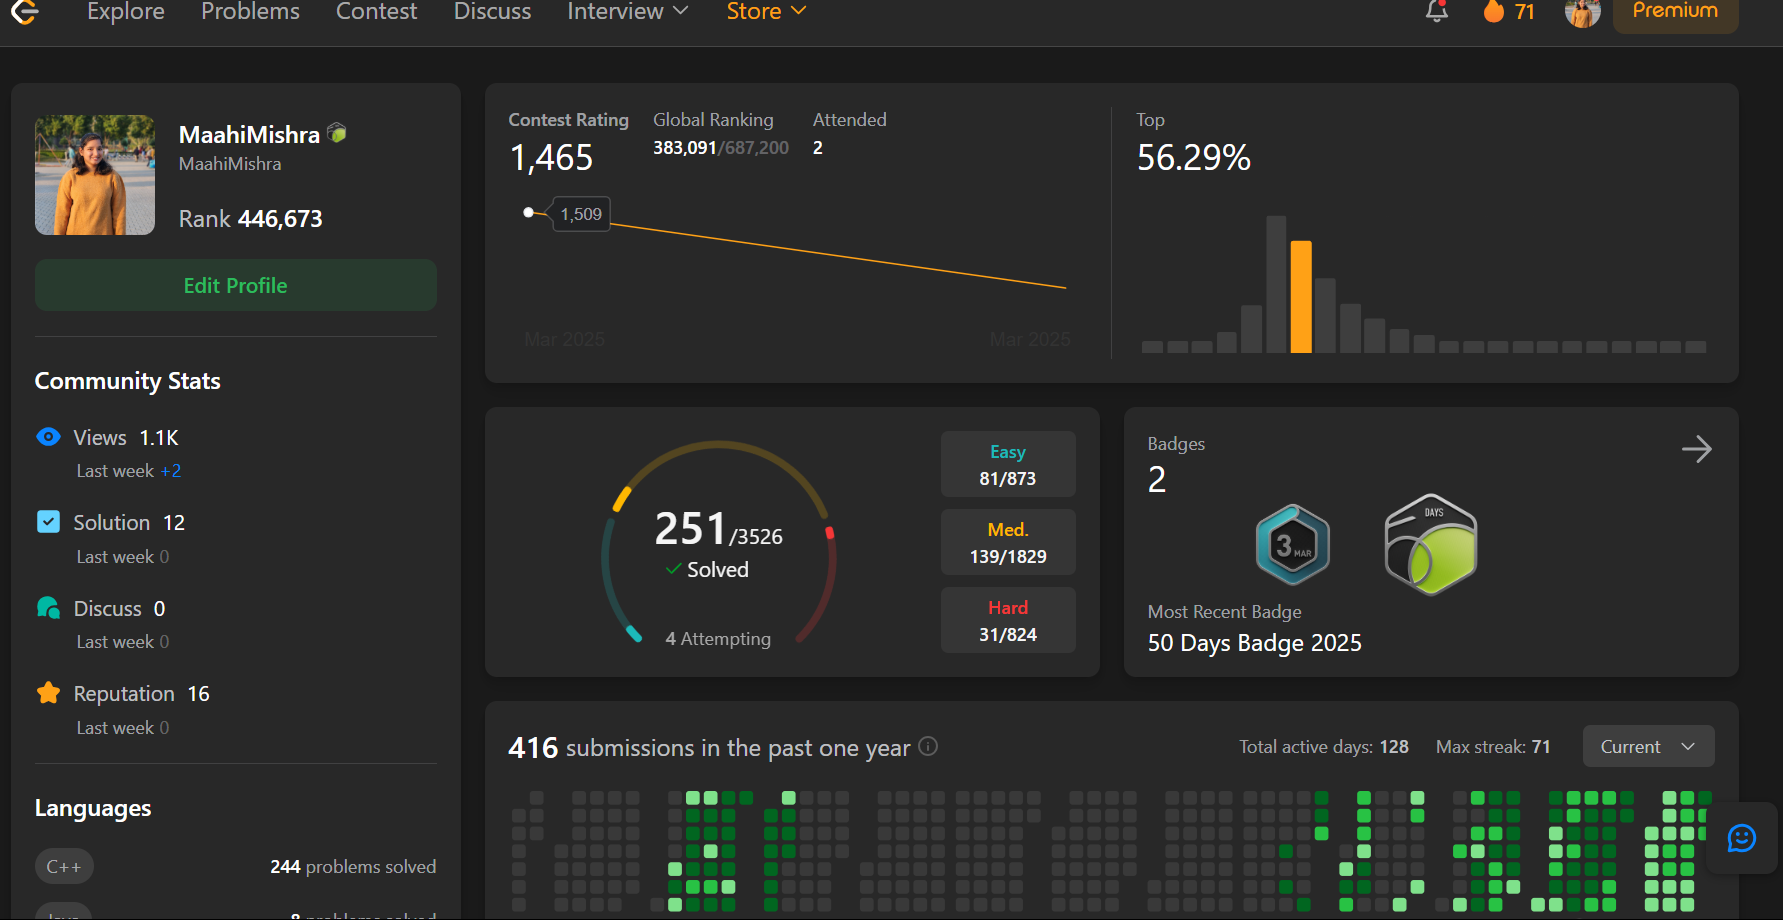 Explore Problems Contest Discuss Interview Store 71 Premium
MaahiMishra
MaahiMishra
Rank 446,673
Edit Profile
Community Stats
Views 1.1K
Last week +2
Solution 12
Last week 0
Discuss 0
Last week 0
Reputation 16
Last week 0
Languages
C++ 244 problems solved
Java 8 problems solved
Contest Rating
1,465
Global Ranking
383,091/687,200
Attended
2
1,509
Mar 2025 Mar 2025
Top
56.29%
251/3526
Solved
4 Attempting
Easy
81/873
Med.
139/1829
Hard
31/824
Badges
2
3 MAR
DAYS
Most Recent Badge
50 Days Badge 2025
416 submissions in the past one year
Total active days: 128 Max streak: 71 Current